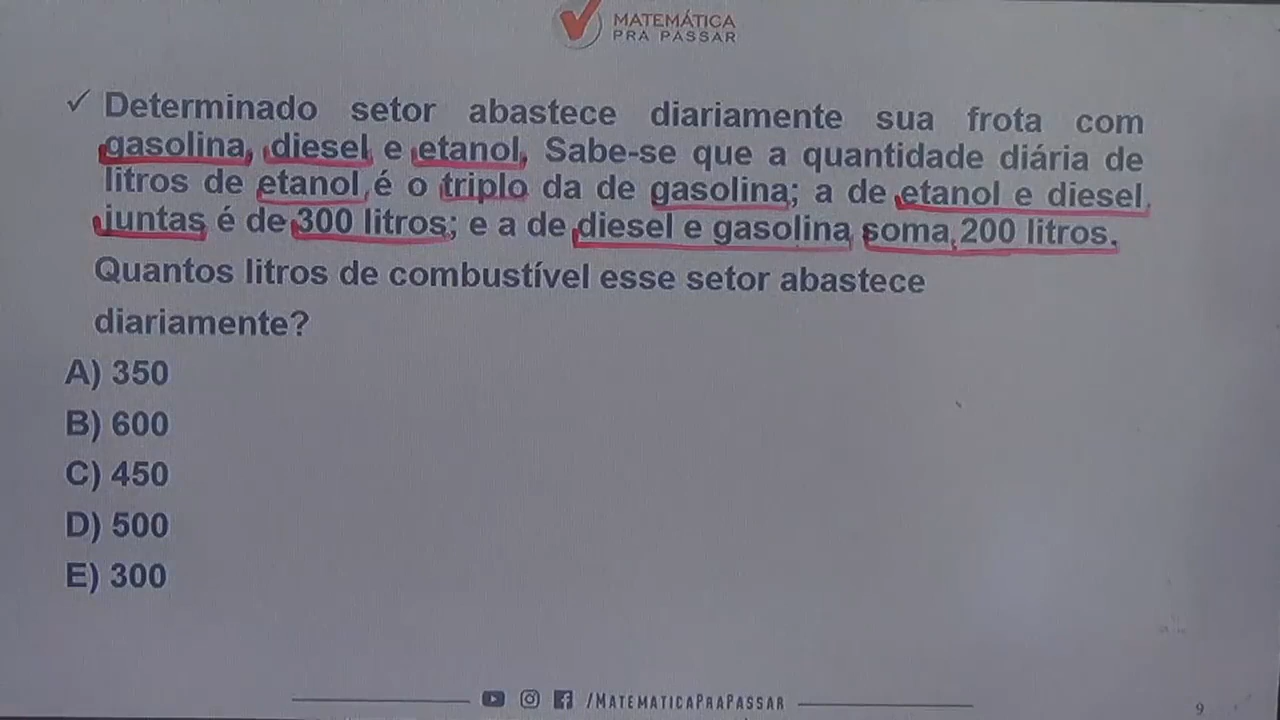 MATEMÁTICA
PRA PASSAR
✓ Determinado setor abastece diariamente sua frota com
gasolina, diesel e etanol. Sabe-se que a quantidade diária de
litros de etanol é o triplo da de gasolina; a de etanol e diesel
juntas é de 300 litros; e a de diesel e gasolina soma 200 litros.
Quantos litros de combustível esse setor abastece
diariamente?
A) 350
B) 600
C) 450
D) 500
E) 300
/MATEMATICAPRAPASSAR
9